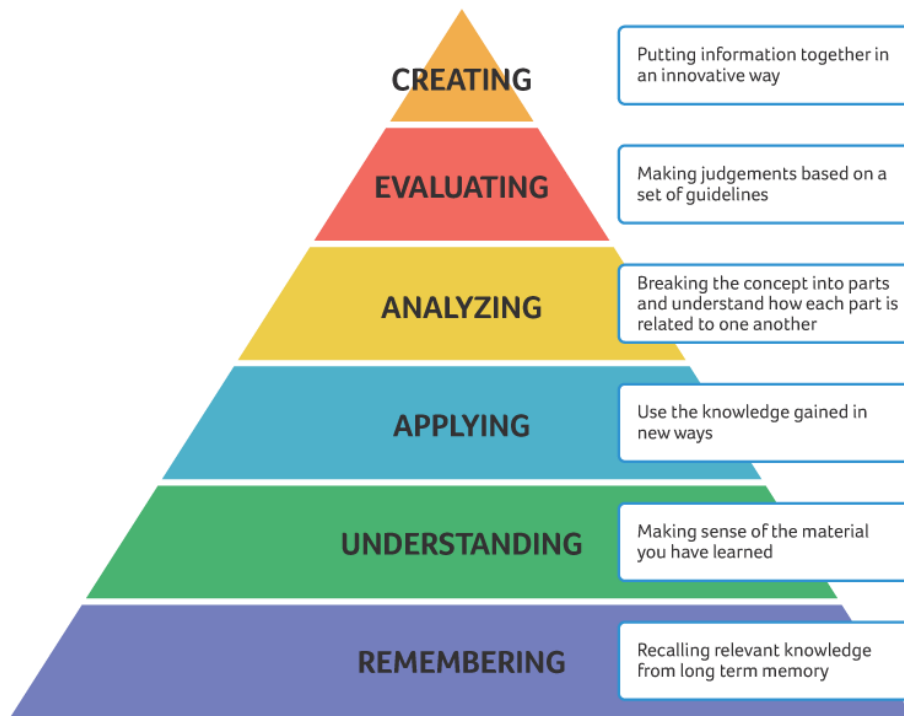 CREATING
Putting information together in
an innovative way
EVALUATING
Making judgements based on a
set of guidelines
ANALYZING
Breaking the concept into parts
and understand how each part is
related to one another
APPLYING
Use the knowledge gained in
new ways
UNDERSTANDING
Making sense of the material
you have learned
REMEMBERING
Recalling relevant knowledge
from long term memory